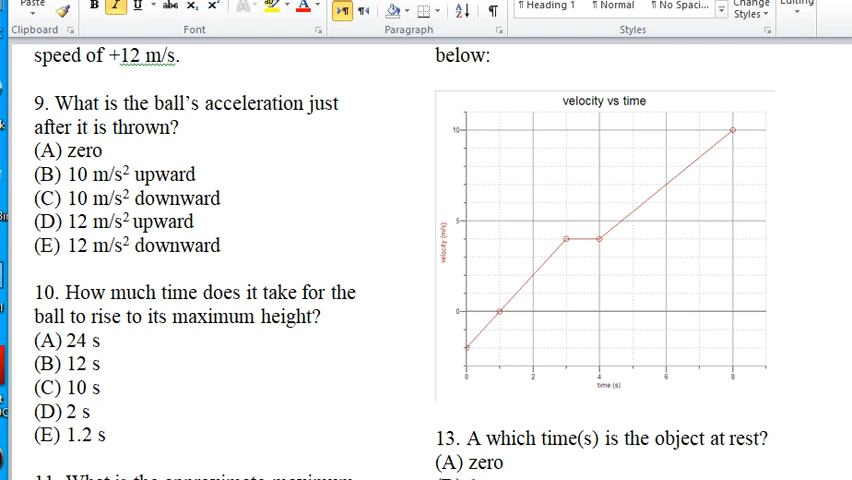 Paste
B I U abc x₂ x² A ab A
Heading 1
Normal
No Spaci...
Change
Styles
Editing
Clipboard
Font
Paragraph
Styles
speed of +12 m/s.
9. What is the ball's acceleration just
after it is thrown?
(A) zero
(B) 10 m/s² upward
(C) 10 m/s² downward
(D) 12 m/s² upward
(E) 12 m/s² downward
10. How much time does it take for the
ball to rise to its maximum height?
(A) 24 s
(B) 12 s
(C) 10 s
(D) 2 s
(E) 1.2 s
below:
velocity vs time
10
5
0
velocity (m/s)
0 2 4 6 8
time (s)
13. A which time(s) is the object at rest?
(A) zero